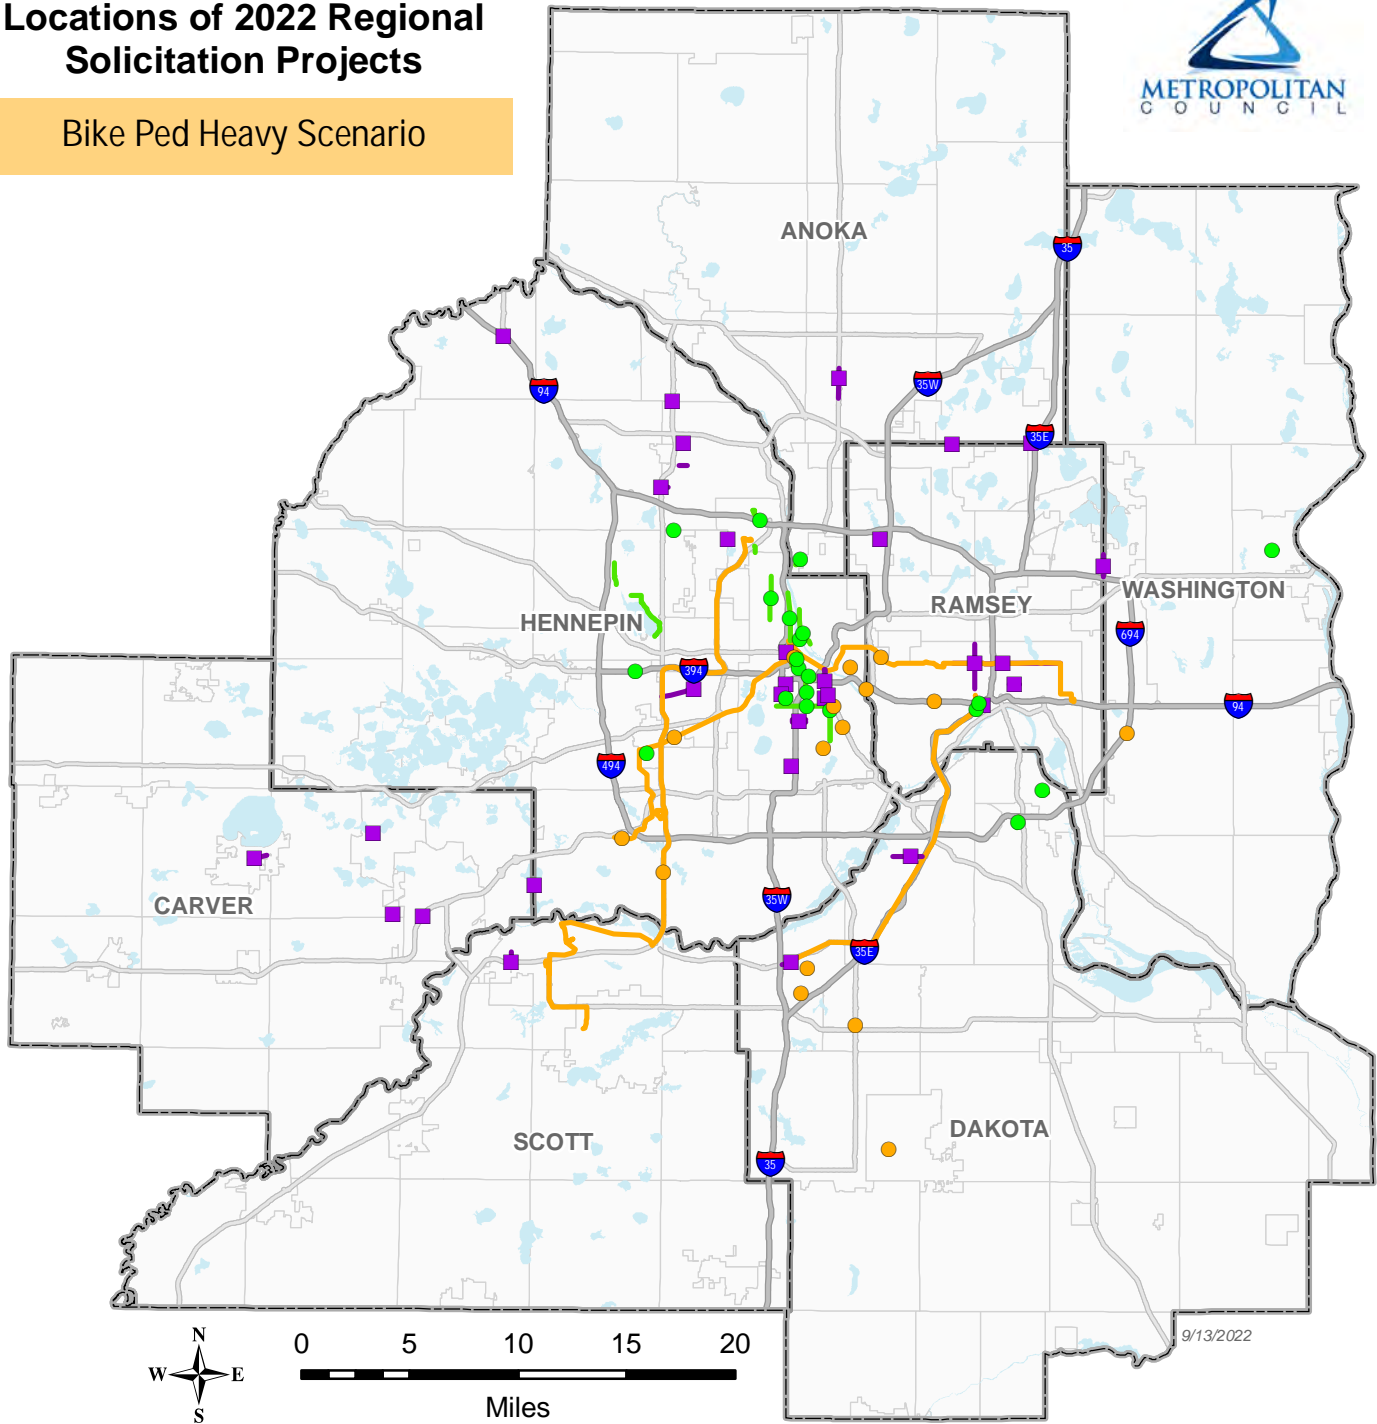 Locations of 2022 Regional
Solicitation Projects
Bike Ped Heavy Scenario
METROPOLITAN
COUNCIL
ANOKA
35
94
35W
35E
HENNEPIN
RAMSEY
WASHINGTON
694
394
94
494
CARVER
35W
35E
SCOTT
DAKOTA
35
9/13/2022
N
W E
S
0 5 10 15 20
Miles